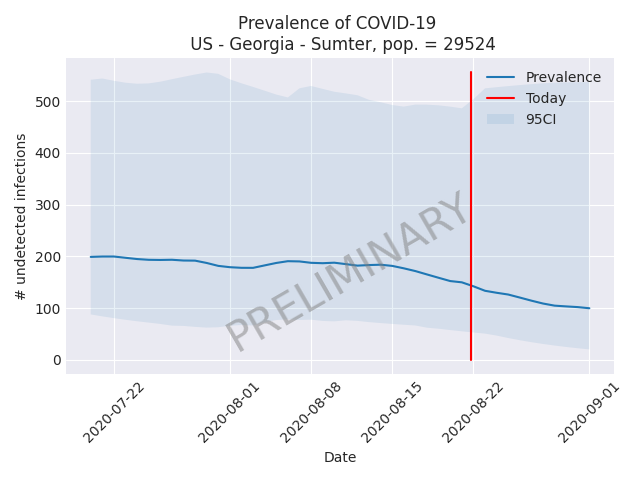 Prevalence of COVID-19
US - Georgia - Sumter, pop. = 29524
# undetected infections
500
400
300
200
100
0
Prevalence
Today
95CI
PRELIMINARY
2020-07-22
2020-08-01
2020-08-08
2020-08-15
2020-08-22
2020-09-01
Date